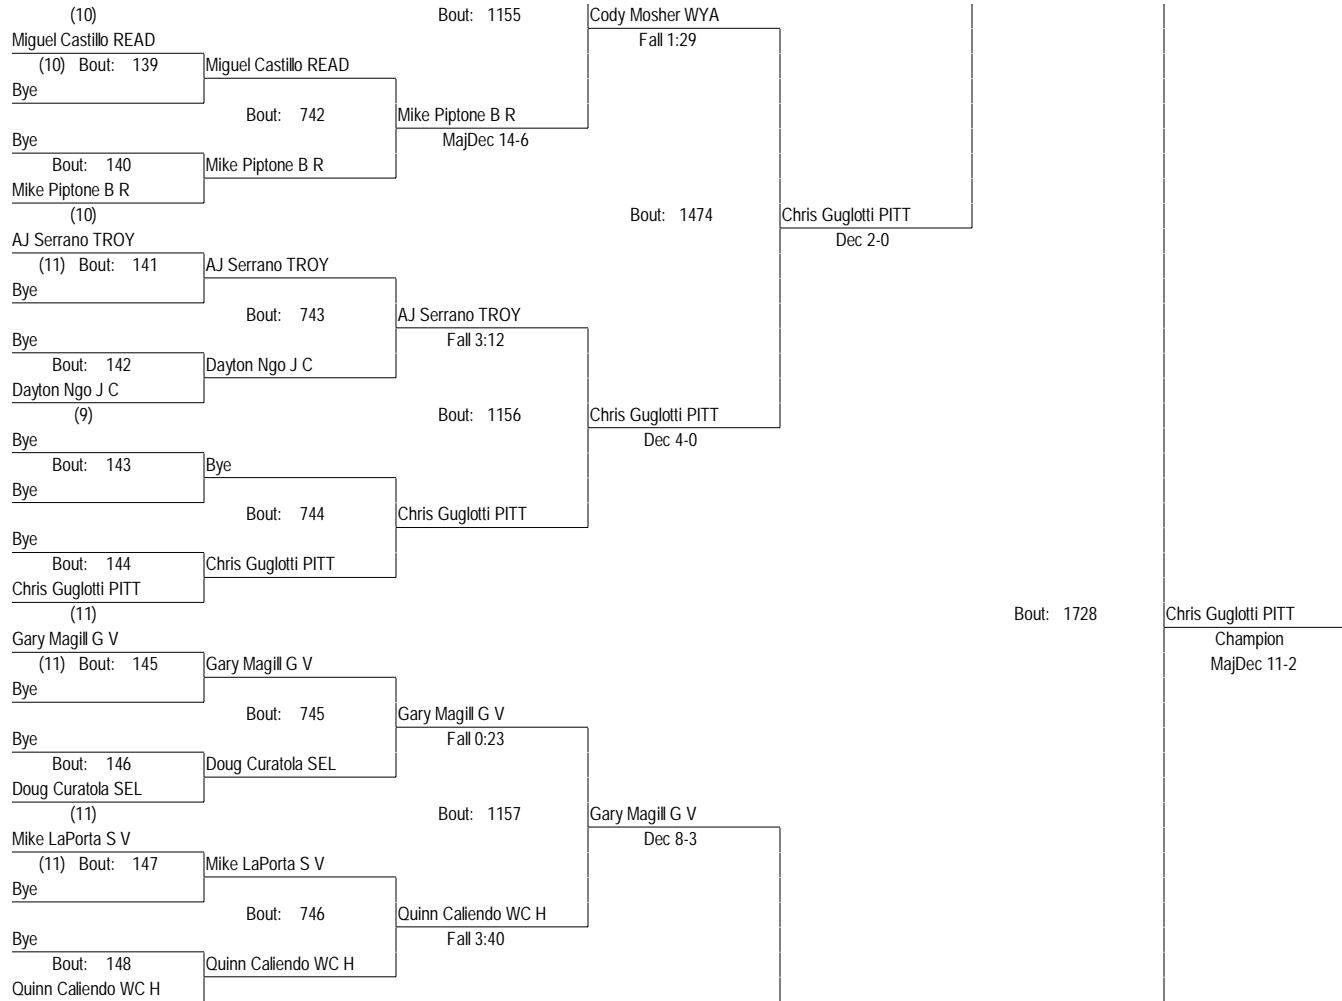 (10) Bout: 1155 Cody Mosher WYA
Miguel Castillo READ Fall 1:29
(10) Bout: 139 Miguel Castillo READ
Bye
Bout: 742 Mike Piptone B R
Bye MajDec 14-6
Bout: 140 Mike Piptone B R
Mike Piptone B R
(10) Bout: 1474 Chris Guglotti PITT
AJ Serrano TROY Dec 2-0
(11) Bout: 141 AJ Serrano TROY
Bye
Bout: 743 AJ Serrano TROY
Bye Fall 3:12
Bout: 142 Dayton Ngo J C
Dayton Ngo J C
(9) Bout: 1156 Chris Guglotti PITT
Bye Dec 4-0
Bout: 143 Bye
Bye
Bout: 744 Chris Guglotti PITT
Bye
Bout: 144 Chris Guglotti PITT
Chris Guglotti PITT
(11) Bout: 1728 Chris Guglotti PITT
Gary Magill G V Champion
(11) Bout: 145 Gary Magill G V MajDec 11-2
Bye
Bout: 745 Gary Magill G V
Bye Fall 0:23
Bout: 146 Doug Curatola SEL
Doug Curatola SEL
(11) Bout: 1157 Gary Magill G V
Mike LaPorta S V Dec 8-3
(11) Bout: 147 Mike LaPorta S V
Bye
Bout: 746 Quinn Caliendo WC H
Bye Fall 3:40
Bout: 148 Quinn Caliendo WC H
Quinn Caliendo WC H